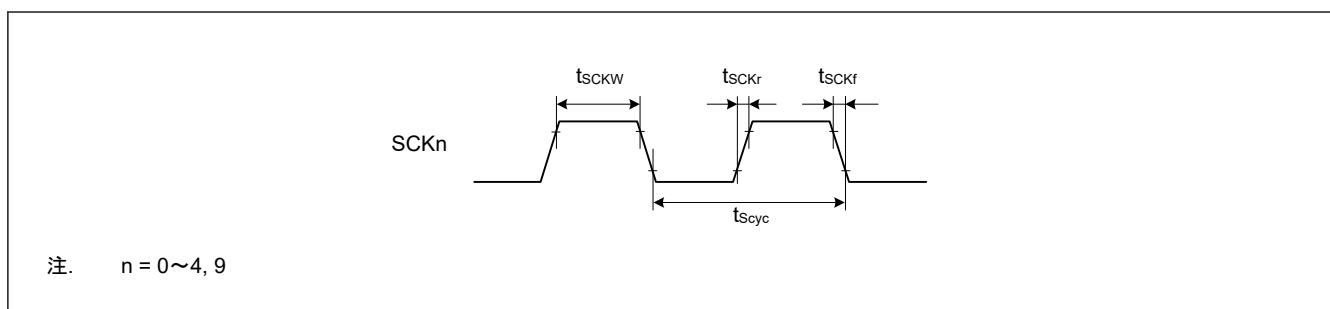 tSCKW tSCKr tSCKf
SCKn
tScyc
注. n = 0～4, 9